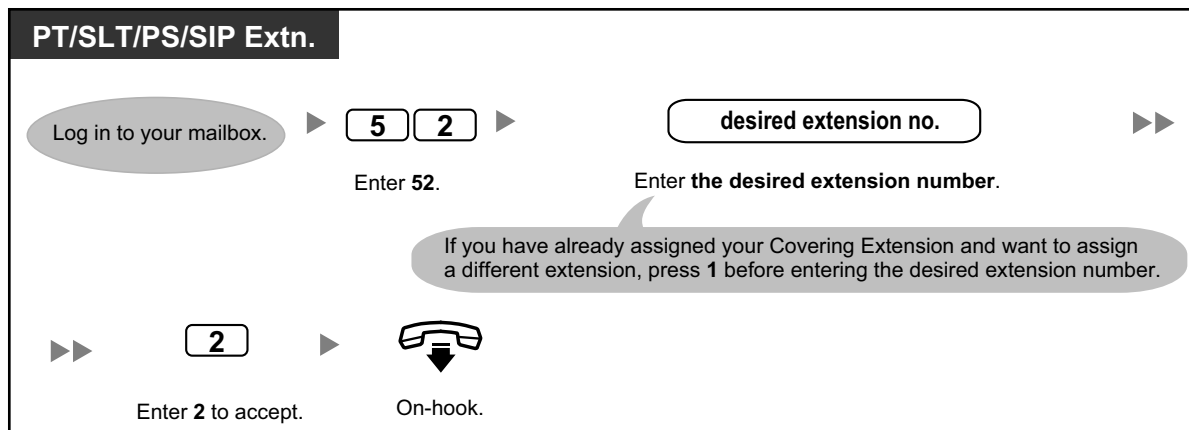 PT/SLT/PS/SIP Extn.
Log in to your mailbox.
5 2
desired extension no.
Enter 52.
Enter the desired extension number.
If you have already assigned your Covering Extension and want to assign
a different extension, press 1 before entering the desired extension number.
2
Enter 2 to accept.
On-hook.